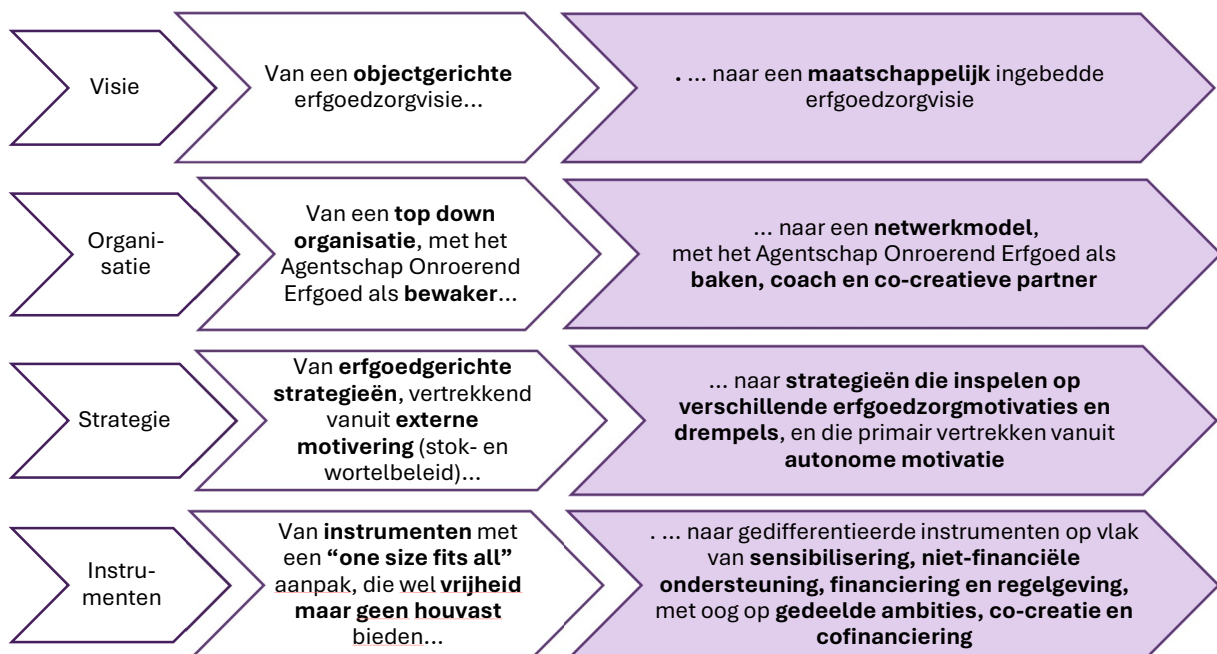 Visie
Van een objectgerichte
erfgoedzorgvisie...
. ... naar een maatschappelijk ingebedde
erfgoedzorgvisie
Organi-
satie
Van een top down
organisatie, met het
Agentschap Onroerend
Erfgoed als bewaker...
... naar een netwerkmodel,
met het Agentschap Onroerend Erfgoed als
baken, coach en co-creatieve partner
Strategie
Van erfgoedgerichte
strategieën, vertrekkend
vanuit externe
motivering (stok- en
wortelbeleid)...
... naar strategieën die inspelen op
verschillende erfgoedzorgmotivaties en
drempels, en die primair vertrekken vanuit
autonome motivatie
Instru-
menten
Van instrumenten met
een “one size fits all”
aanpak, die wel vrijheid
maar geen houvast
bieden...
. ... naar gedifferentieerde instrumenten op vlak
van sensibilisering, niet-financiële
ondersteuning, financiering en regelgeving,
met oog op gedeelde ambities, co-creatie en
cofinanciering